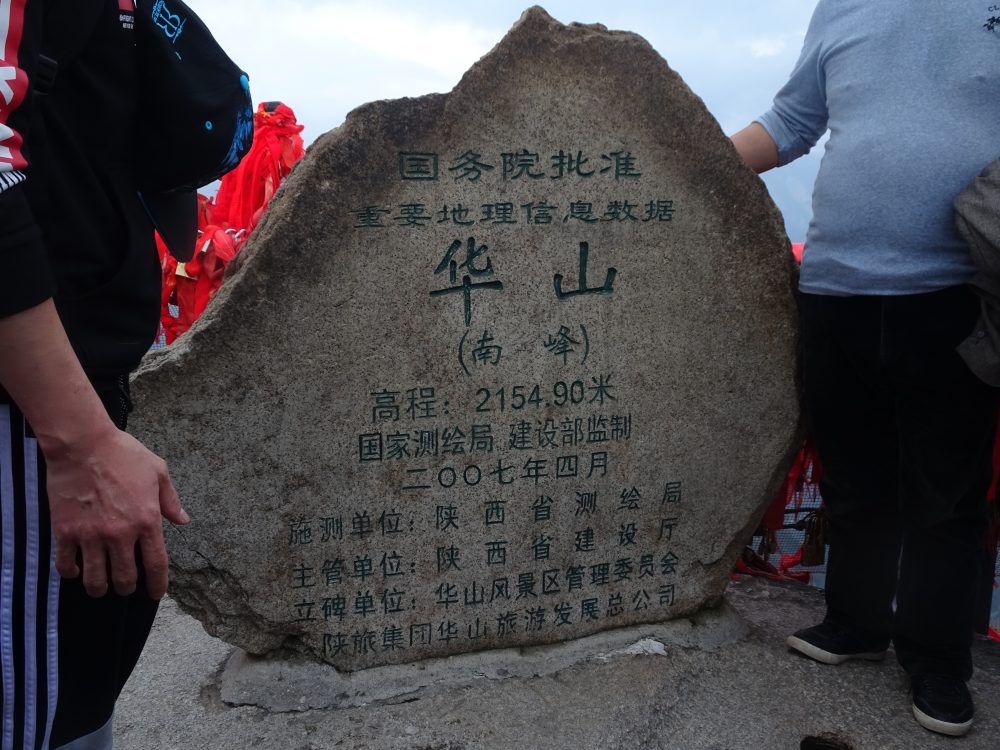 国务院批准
重要地理信息数据
华 山
(南 峰)
高程：2154.90米
国家测绘局 建设部监制
二〇〇七年四月
施测单位：陕西省测绘局
主管单位：陕西省建设厅
立碑单位：华山风景区管理委员会
陕旅集团华山旅游发展总公司